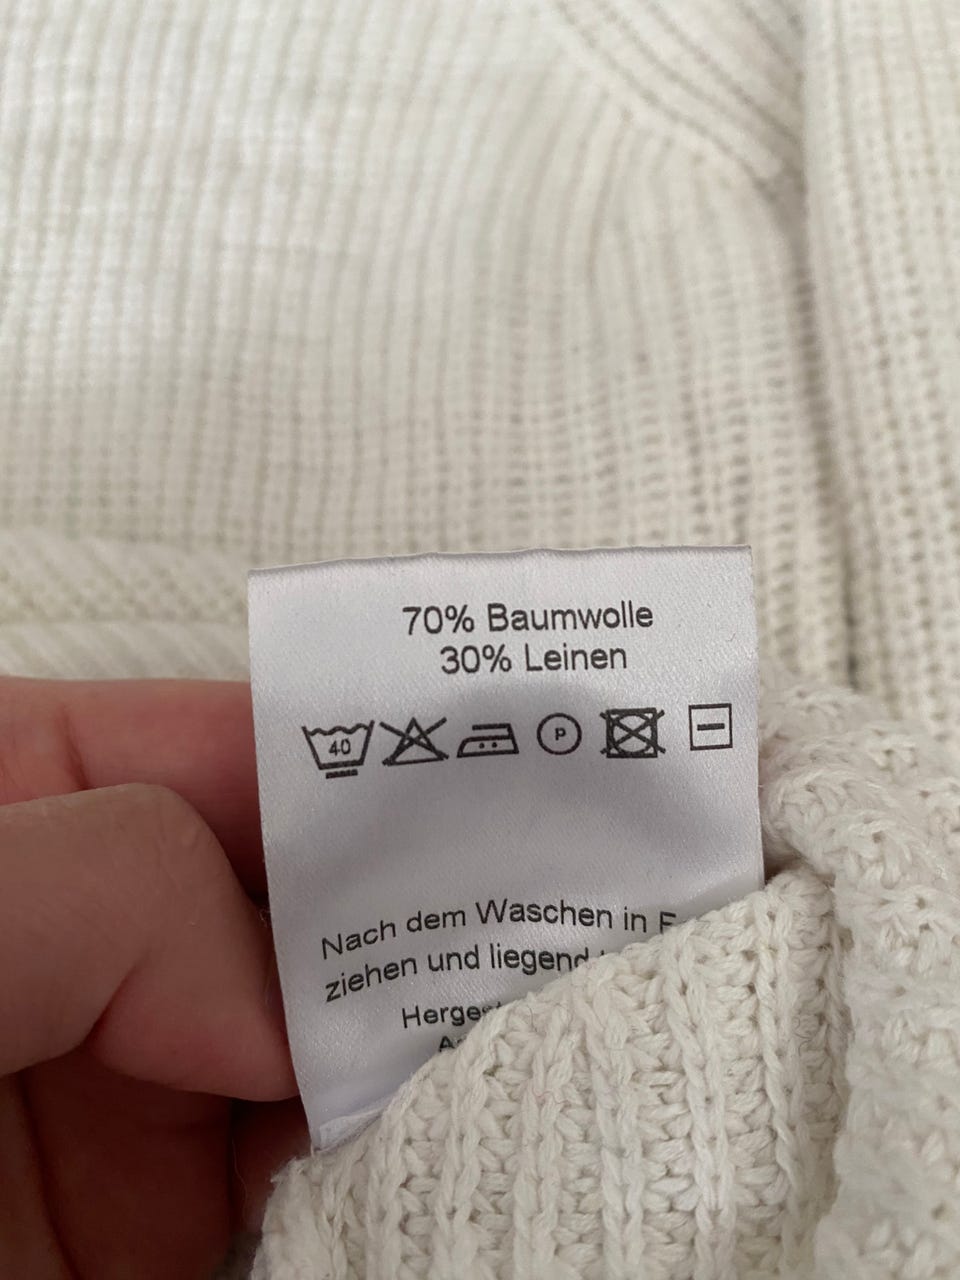 70% Baumwolle
30% Leinen
40
P
Nach dem Waschen in
ziehen und liegend